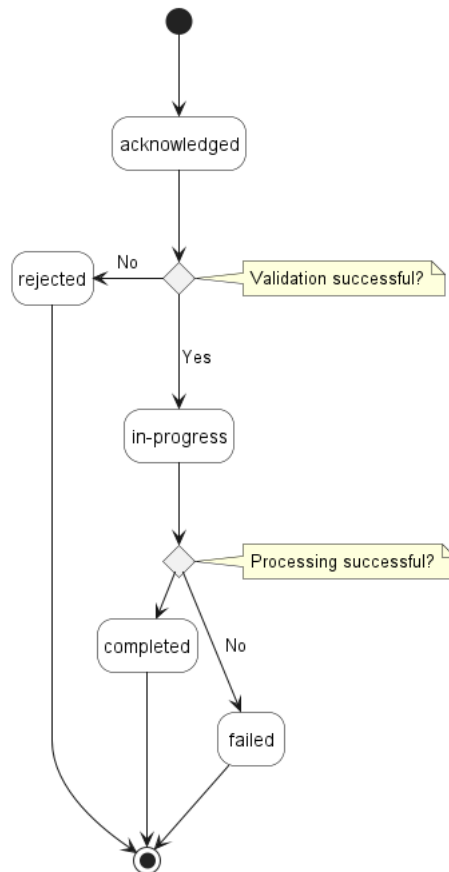 acknowledged
rejected
No
Validation successful?
Yes
in-progress
Processing successful?
completed
No
failed